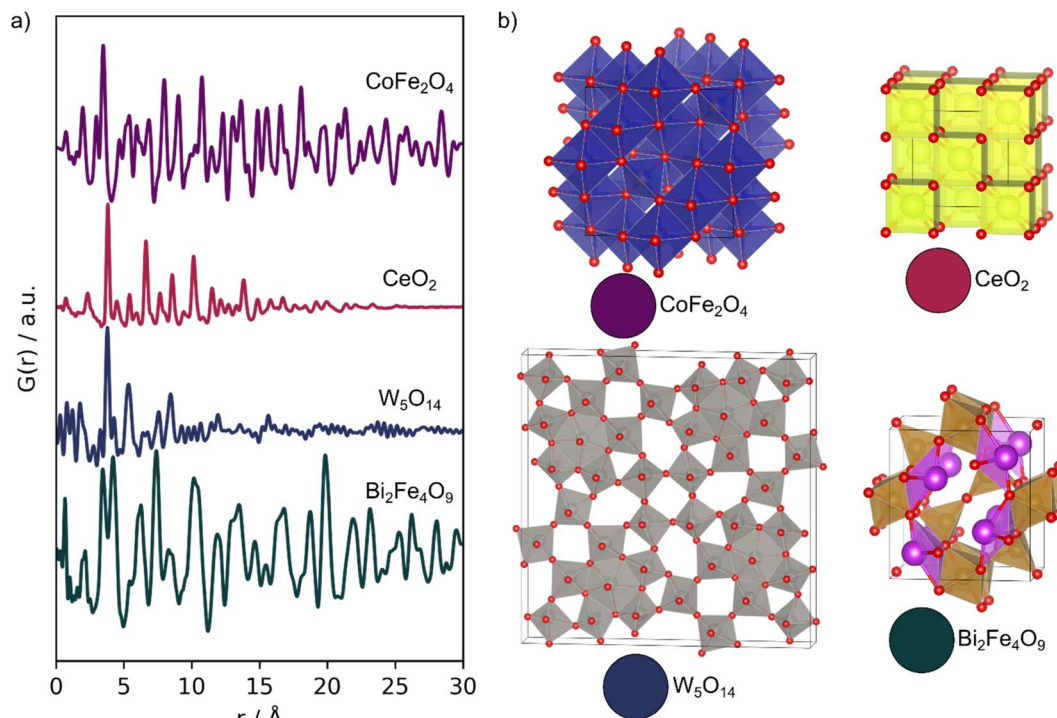 a)
CoFe₂O₄
CeO₂
W₅O₁₄
Bi₂Fe₄O₉
G(r) / a.u.
0 5 10 15 20 25 30
r / Å
b)
CoFe₂O₄
CeO₂
W₅O₁₄
Bi₂Fe₄O₉